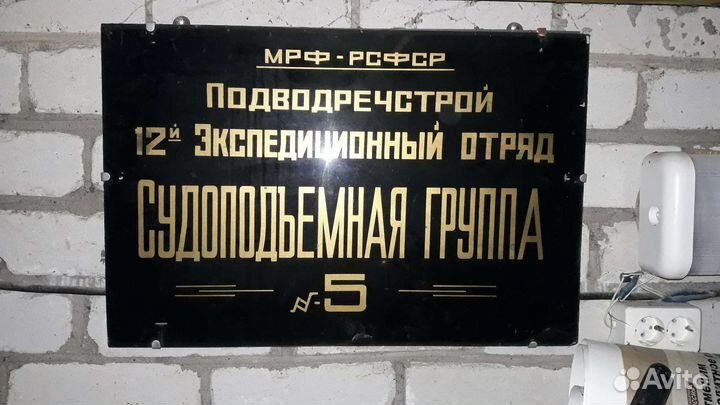 МРФ-РСФСР
Подводречстрой
12й Экспедиционный отряд
Судоподъемная группа
№-5
Avito